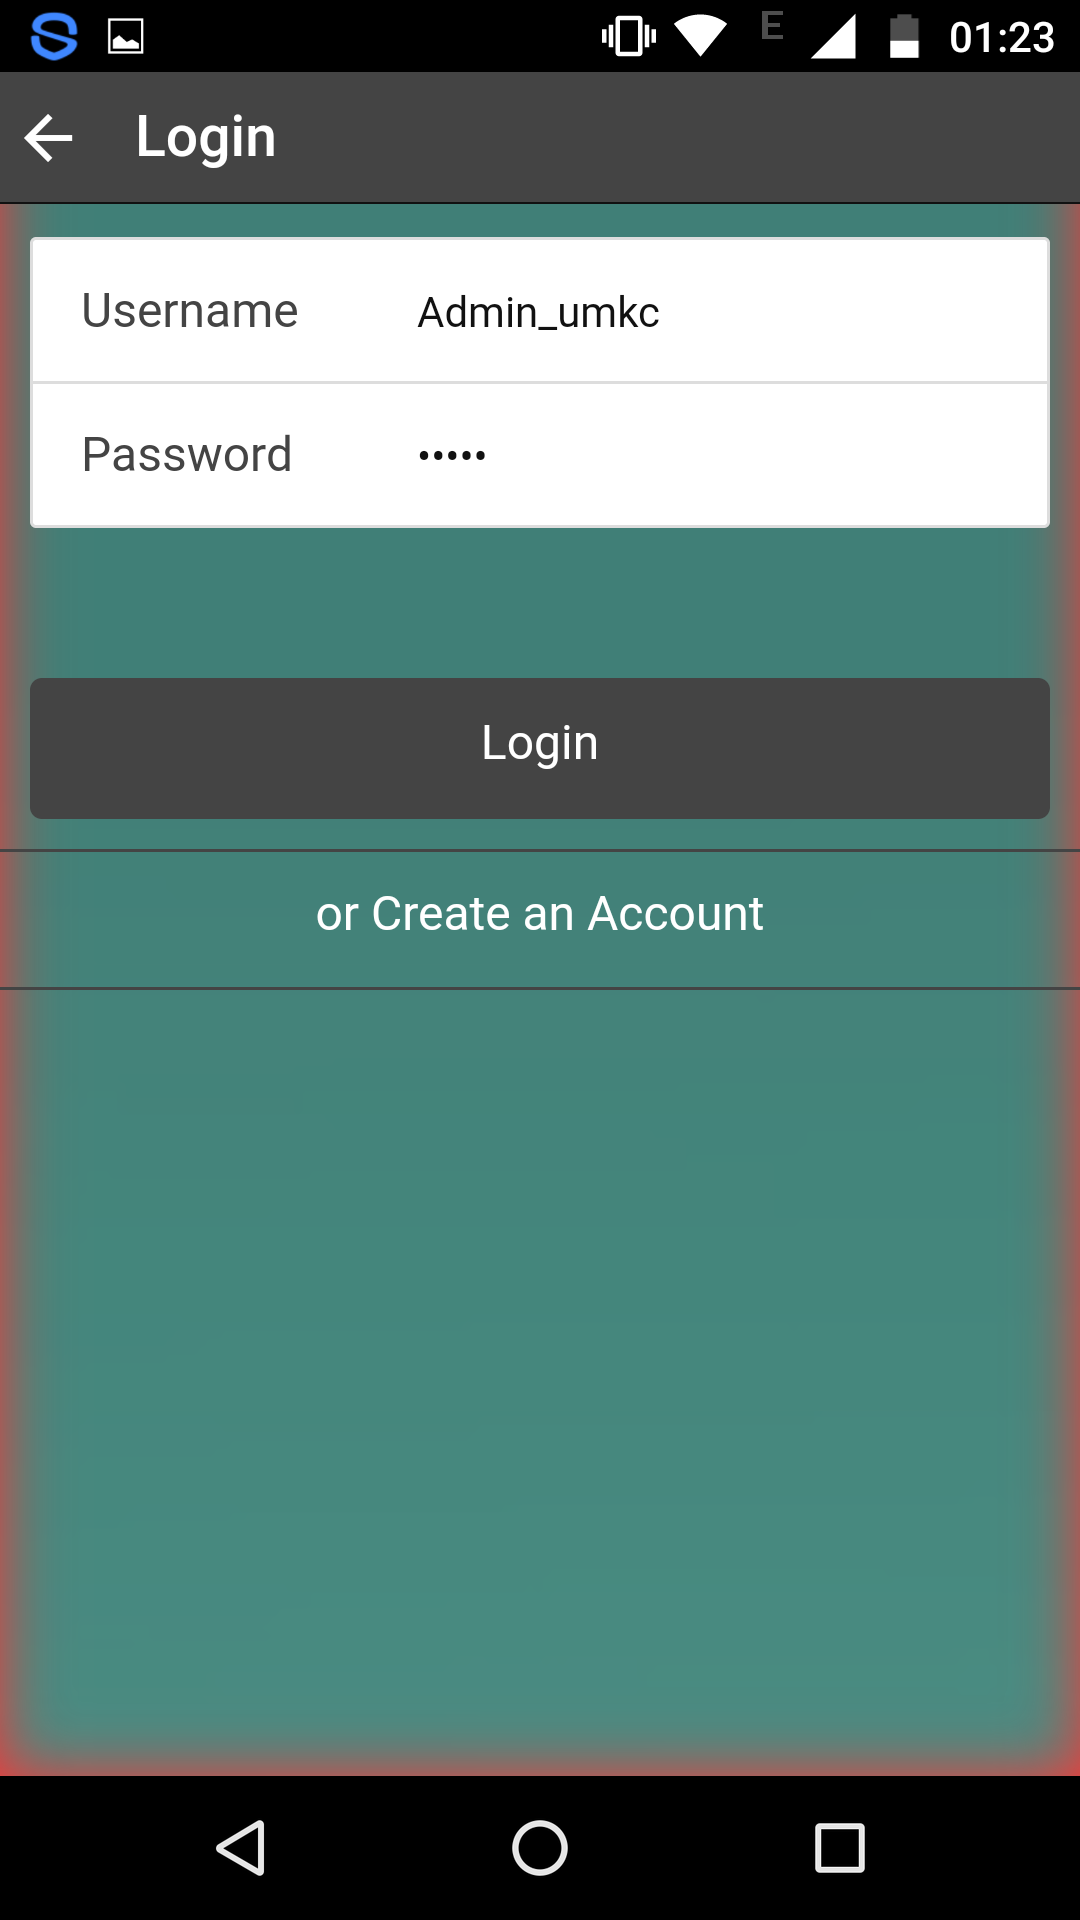 E 01:23
Login
Username Admin_umkc
Password •••••
Login
or Create an Account